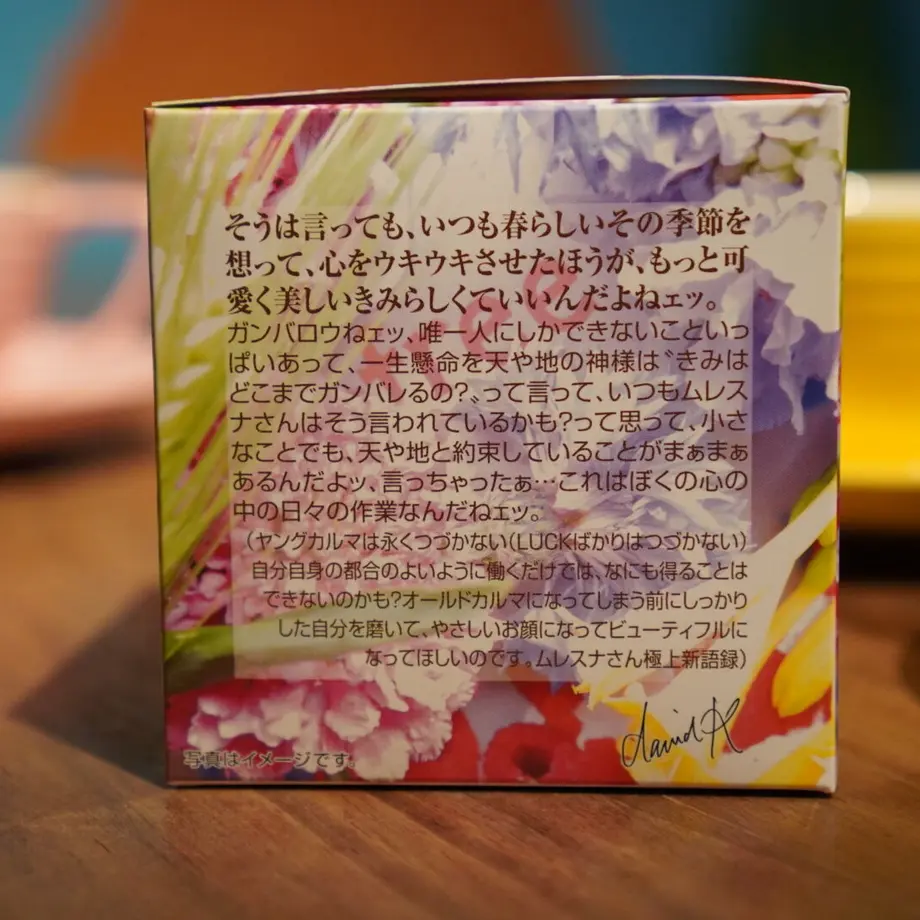 そうは言っても、いつも春らしいその季節を
想って、心をウキウキさせたほうが、もっと可
愛く美しいきみらしくていいんだよねェッ。
ガンバロウねェッ、唯一人にしかできないこといっ
ぱいあって、一生懸命を天や地の神様は〝きみは
どこまでガンバレるの?〟って言って、いつもムレス
ナさんはそう言われているかも?って思って、小さ
なことでも、天や地と約束していることがまぁまぁ
あるんだよッ、言っちゃったぁ…これはぼくの心の
中の日々の作業なんだねェッ。
(ヤングカルマは永くつづかない(LUCKばかりはつづかない)
自分自身の都合のよいように働くだけでは、なにも得ることは
できないのかも?オールドカルマになってしまう前にしっかり
した自分を磨いて、やさしいお顔になってビューティフルに
なってほしいのです。ムレスナさん極上新語録)
david K
写真はイメージです。